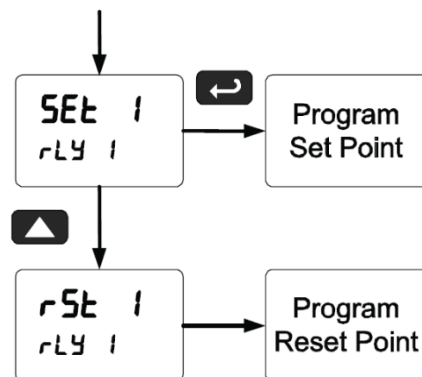 SEt 1
rLY 1
Program
Set Point
rSt 1
rLY 1
Program
Reset Point